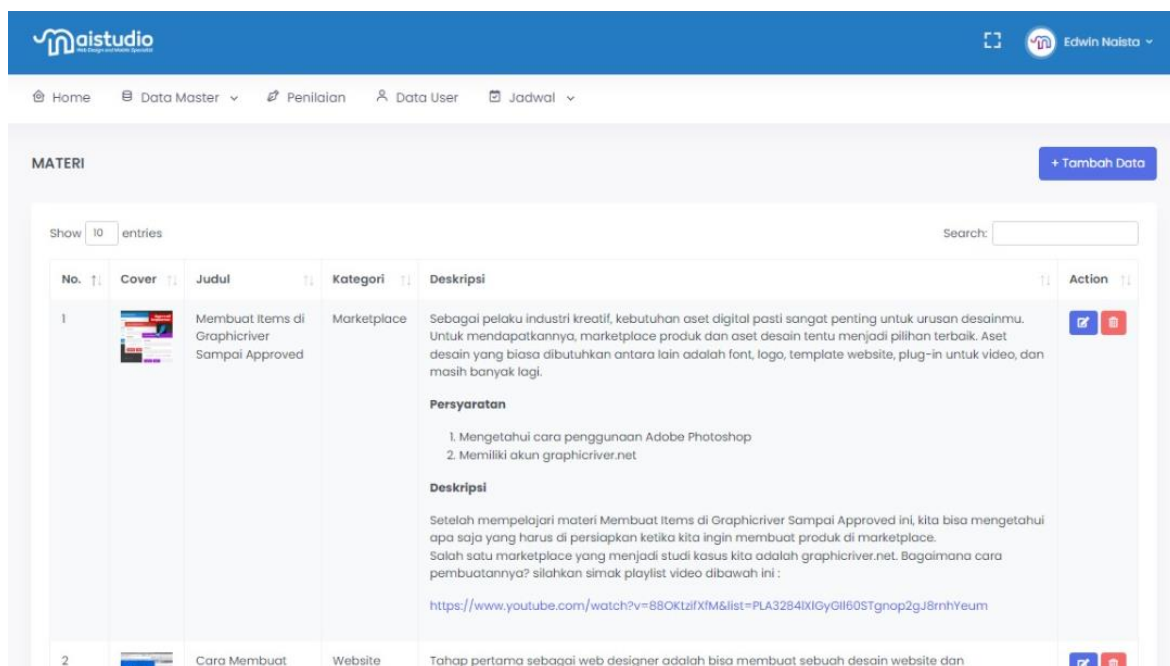 maistudio
Web Design and Mobile Specialist
Edwin Naista
Home Data Master Penilaian Data User Jadwal
MATERI
+ Tambah Data
Show 10 entries
Search:
No. Cover Judul Kategori Deskripsi Action
1
Membuat Items di
Graphicriver
Sampai Approved
Marketplace
Sebagai pelaku industri kreatif, kebutuhan aset digital pasti sangat penting untuk urusan desainmu.
Untuk mendapatkannya, marketplace produk dan aset desain tentu menjadi pilihan terbaik. Aset
desain yang biasa dibutuhkan antara lain adalah font, logo, template website, plug-in untuk video, dan
masih banyak lagi.
Persyaratan
1. Mengetahui cara penggunaan Adobe Photoshop
2. Memiliki akun graphicriver.net
Deskripsi
Setelah mempelajari materi Membuat Items di Graphicriver Sampai Approved ini, kita bisa mengetahui
apa saja yang harus di persiapkan ketika kita ingin membuat produk di marketplace.
Salah satu marketplace yang menjadi studi kasus kita adalah graphicriver.net. Bagaimana cara
pembuatannya? silahkan simak playlist video dibawah ini :
https://www.youtube.com/watch?v=88OKtzifXfM&list=PLA3284lXlGyGIl60STgnop2gJ8rnhYeum
2
Cara Membuat
Website
Tahap pertama sebagai web designer adalah bisa membuat sebuah desain website dan